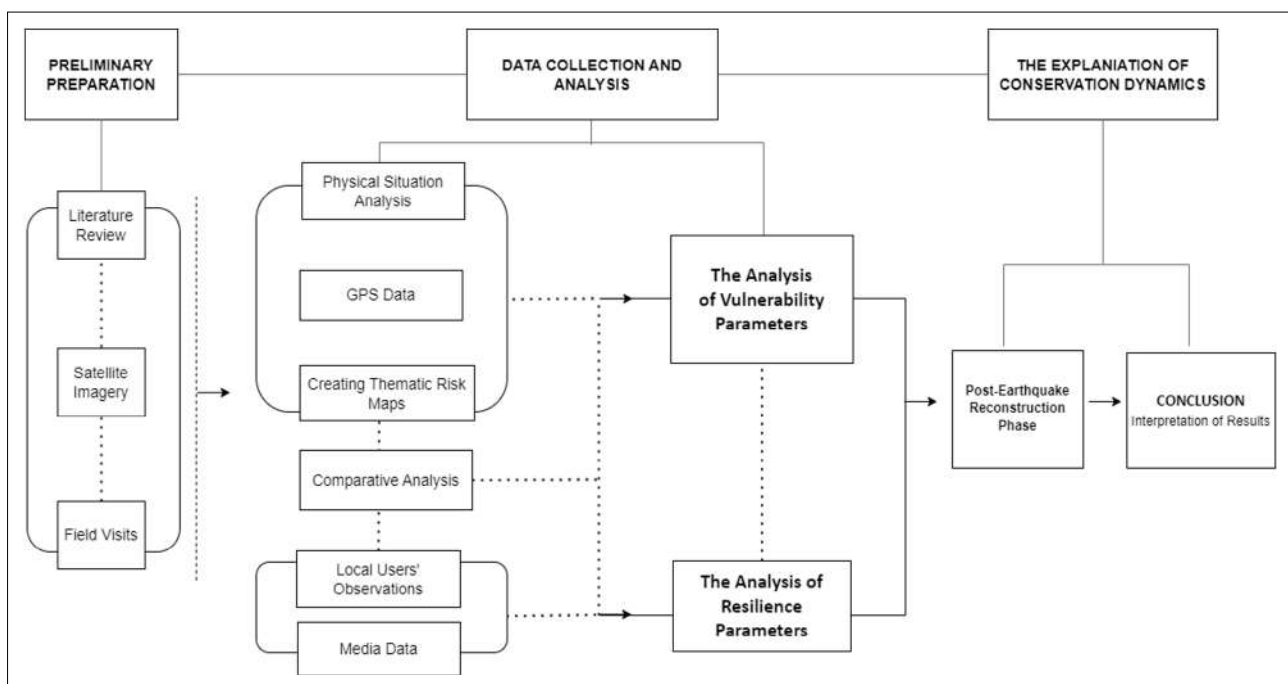 PRELIMINARY
PREPARATION
DATA COLLECTION AND
ANALYSIS
THE EXPLANIATION OF
CONSERVATION DYNAMICS
Literature
Review
Satellite
Imagery
Field Visits
Physical Situation
Analysis
GPS Data
Creating Thematic Risk
Maps
Comparative Analysis
Local Users'
Observations
Media Data
The Analysis
of Vulnerability
Parameters
The Analysis of
Resilience
Parameters
Post-Earthquake
Reconstruction
Phase
CONCLUSION
Interpretation of Results